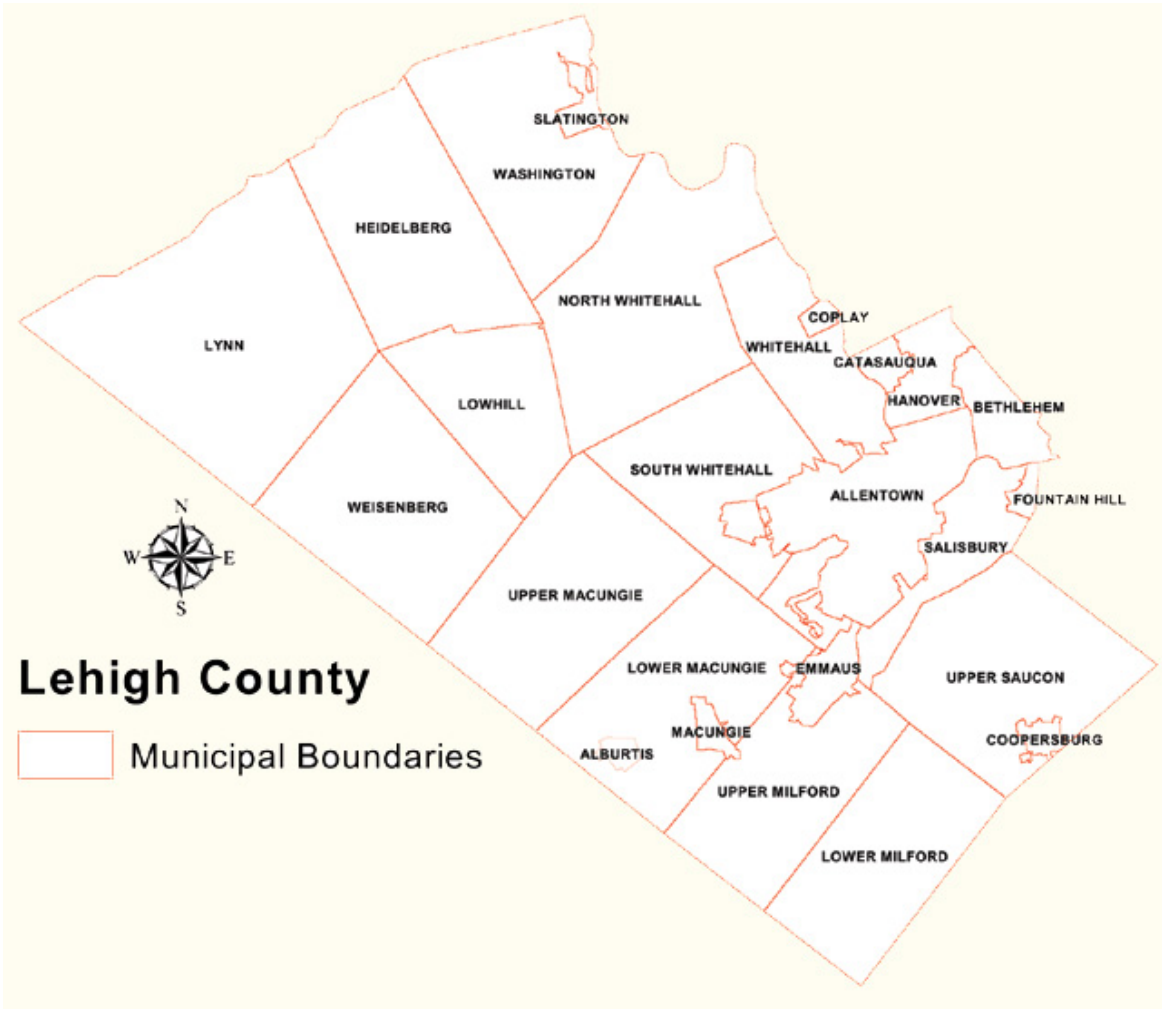 SLATINGTON
WASHINGTON
HEIDELBERG
NORTH WHITEHALL
COPLAY
LYNN
WHITEHALL
CATASAUQUA
HANOVER
LOWHILL
BETHLEHEM
SOUTH WHITEHALL
ALLENTOWN
FOUNTAIN HILL
WEISENBERG
N
SALISBURY
W
E
UPPER MACUNGIE
S
LOWER MACUNGIE
EMMAUS
Lehigh County
UPPER SAUCON
MACUNGIE
COOPERSBURG
ALBURTIS
Municipal Boundaries
UPPER MILFORD
LOWER MILFORD